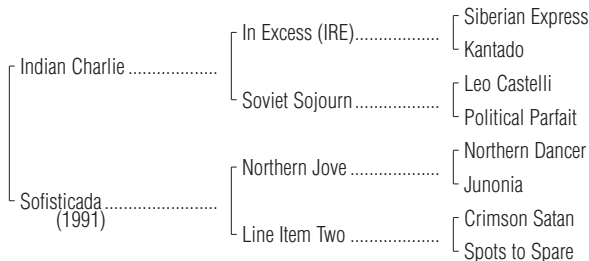 Siberian Express
In Excess (IRE)..................
Kantado
Indian Charlie ...................
Leo Castelli
Soviet Sojourn ..................
Political Parfait
Northern Dancer
Northern Jove ...................
Junonia
Sofisticada ........................
(1991)
Crimson Satan
Line Item Two ...................
Spots to Spare